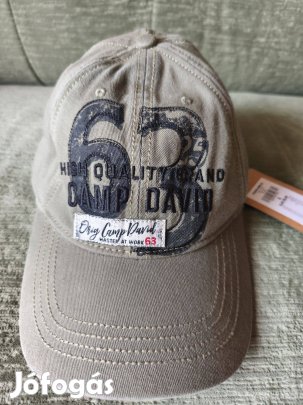 63
HIGH QUALITY BRAND
CAMP DAVID
Orig Camp David
MASTER AT WORK 63
Jófogás